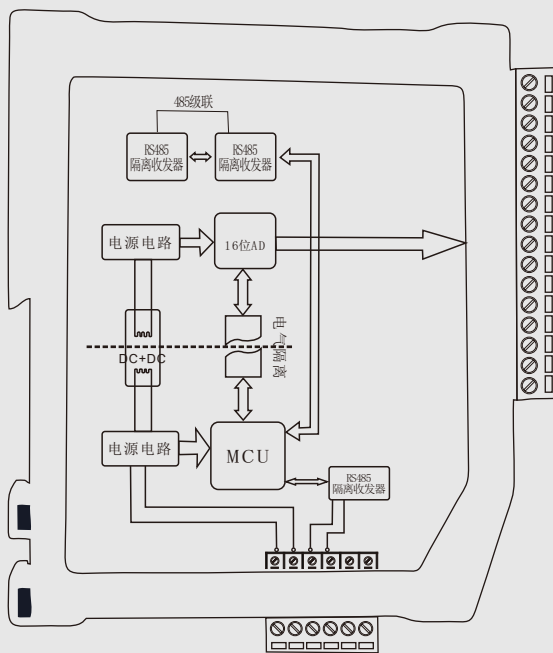 485级联
RS485
隔离收发器
RS485
隔离收发器
电源电路
16位AD
电气隔离
DC+DC
电源电路
MCU
RS485
隔离收发器